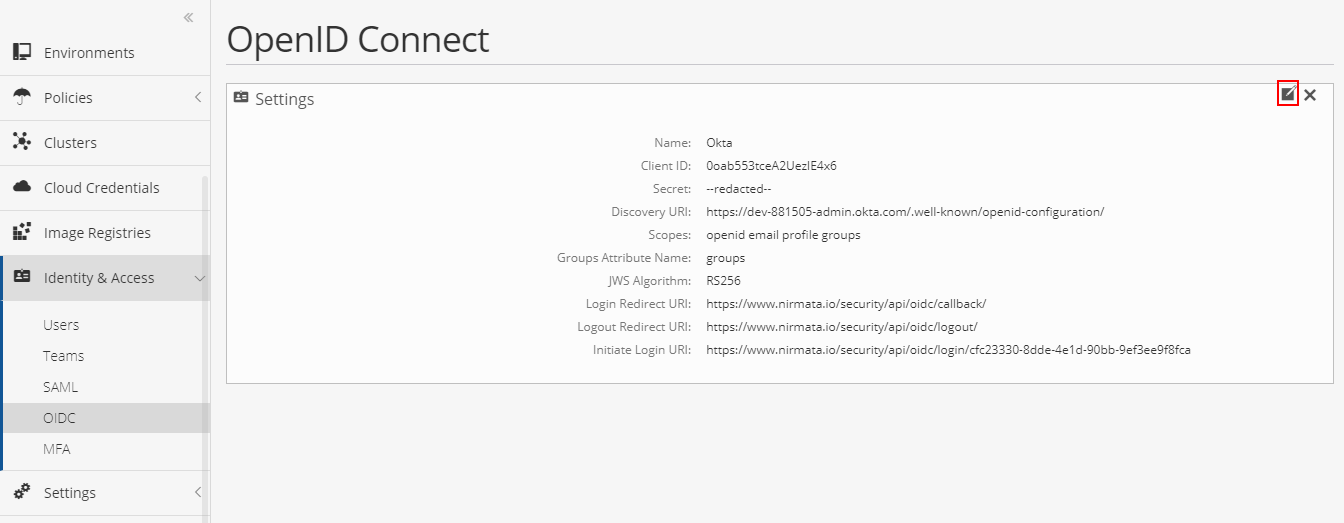 Environments
Policies
Clusters
Cloud Credentials
Image Registries
Identity & Access
Users
Teams
SAML
OIDC
MFA
Settings
OpenID Connect
Settings
Name: Okta
Client ID: 0oab553tceA2UezlE4x6
Secret: --redacted--
Discovery URI: https://dev-881505-admin.okta.com/.well-known/openid-configuration/
Scopes: openid email profile groups
Groups Attribute Name: groups
JWS Algorithm: RS256
Login Redirect URI: https://www.nirmata.io/security/api/oidc/callback/
Logout Redirect URI: https://www.nirmata.io/security/api/oidc/logout/
Initiate Login URI: https://www.nirmata.io/security/api/oidc/login/cfc23330-8dde-4e1d-90bb-9ef3ee9f8fca